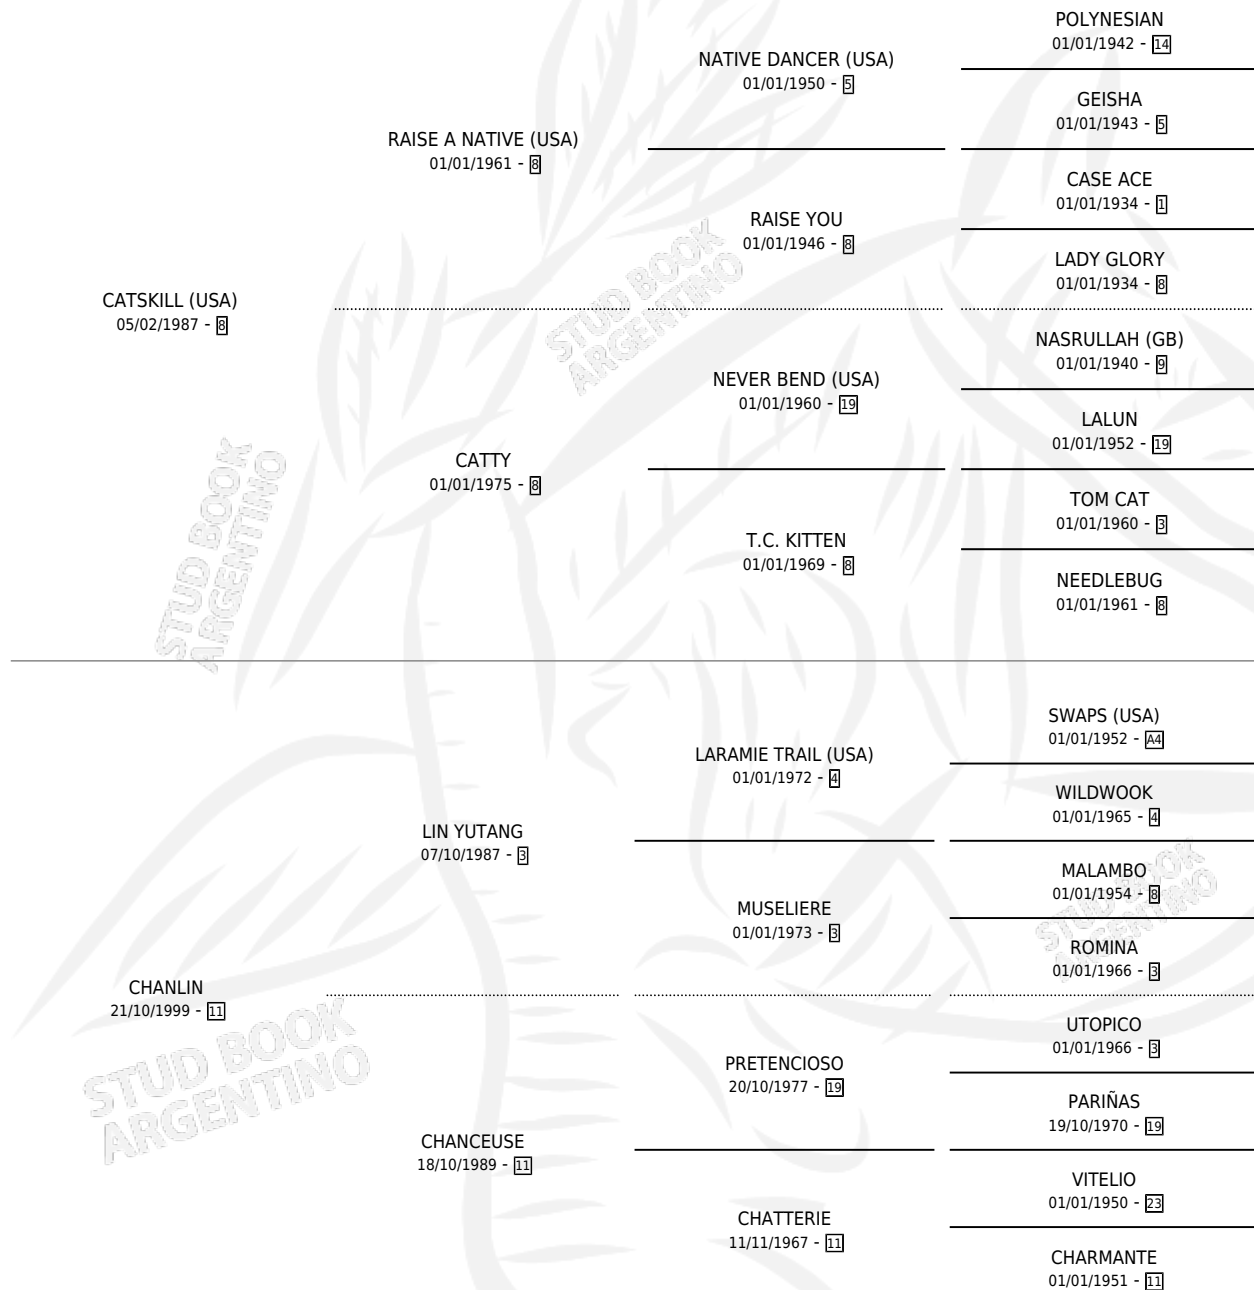 POLYNESIAN
01/01/1942 - 14
NATIVE DANCER (USA)
01/01/1950 - 5
GEISHA
01/01/1943 - 5
RAISE A NATIVE (USA)
01/01/1961 - 8
CASE ACE
01/01/1934 - 1
RAISE YOU
01/01/1946 - 8
LADY GLORY
01/01/1934 - 8
CATSKILL (USA)
05/02/1987 - 8
STUD BOOK
ARGENTINO
NASRULLAH (GB)
01/01/1940 - 9
NEVER BEND (USA)
01/01/1960 - 19
LALUN
01/01/1952 - 19
CATTY
01/01/1975 - 8
TOM CAT
01/01/1960 - 3
T.C. KITTEN
01/01/1969 - 8
NEEDLEBUG
01/01/1961 - 8
STUD BOOK
ARGENTINO
SWAPS (USA)
01/01/1952 - A4
LARAMIE TRAIL (USA)
01/01/1972 - 4
WILDWOOK
01/01/1965 - 4
LIN YUTANG
07/10/1987 - 3
MALAMBO
01/01/1954 - 8
MUSELIERE
01/01/1973 - 3
STUD BOOK
ARGENTINO
ROMINA
01/01/1966 - 3
CHANLIN
21/10/1999 - 11
STUD BOOK
ARGENTINO
UTOPICO
01/01/1966 - 3
PRETENCIOSO
20/10/1977 - 19
PARIÑAS
19/10/1970 - 19
CHANCEUSE
18/10/1989 - 11
VITELIO
01/01/1950 - 23
CHATTERIE
11/11/1967 - 11
CHARMANTE
01/01/1951 - 11